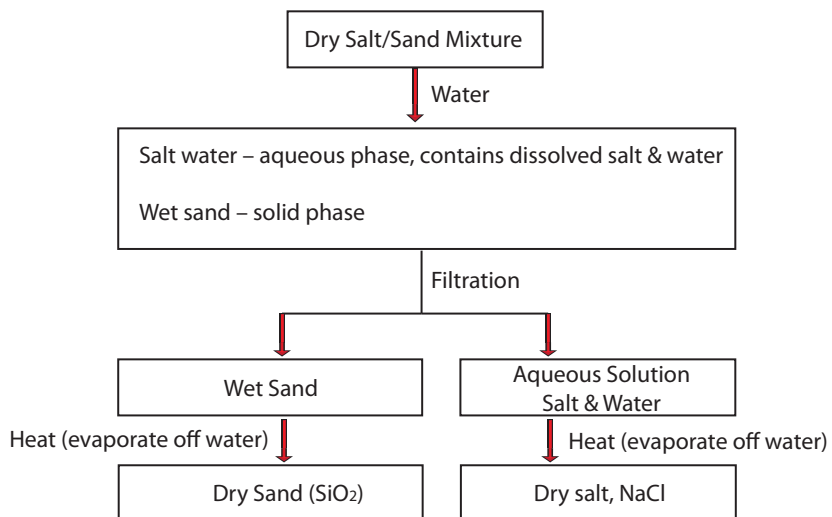 Dry Salt/Sand Mixture
Water
Salt water – aqueous phase, contains dissolved salt & water
Wet sand – solid phase
Filtration
Wet Sand
Aqueous Solution
Salt & Water
Heat (evaporate off water)
Heat (evaporate off water)
Dry Sand (SiO₂)
Dry salt, NaCl